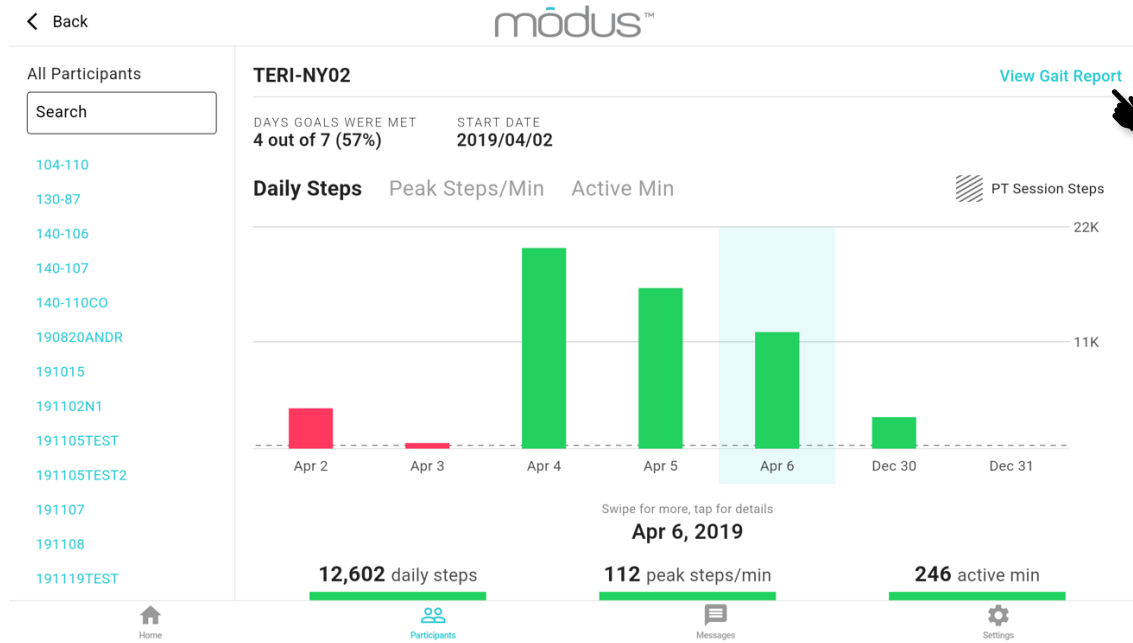 Back
mōdus™
All Participants
Search
104-110
130-87
140-106
140-107
140-110CO
190820ANDR
191015
191102N1
191105TEST
191105TEST2
191107
191108
191119TEST
TERI-NY02
View Gait Report
DAYS GOALS WERE MET START DATE
4 out of 7 (57%) 2019/04/02
Daily Steps Peak Steps/Min Active Min PT Session Steps
22K
11K
Apr 2 Apr 3 Apr 4 Apr 5 Apr 6 Dec 30 Dec 31
Swipe for more, tap for details
Apr 6, 2019
12,602 daily steps 112 peak steps/min 246 active min
Home Participants Messages Settings